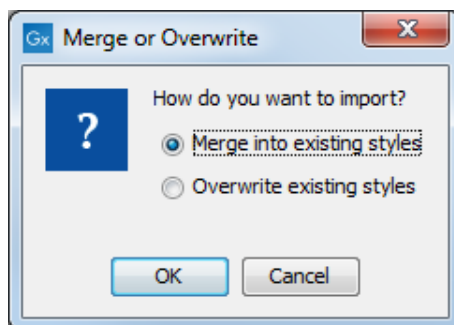 Gx Merge or Overwrite
X
?
How do you want to import?
Merge into existing styles
Overwrite existing styles
OK Cancel